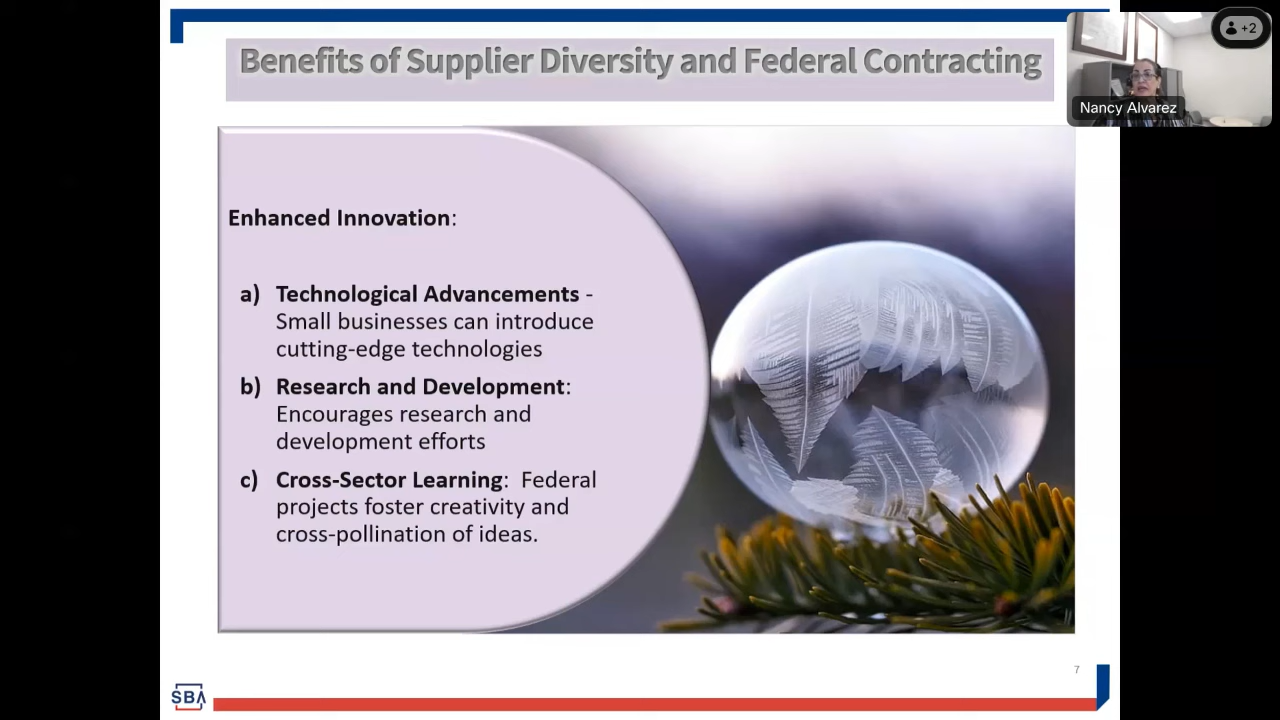 Benefits of Supplier Diversity and Federal Contracting
+2
Nancy Alvarez
Enhanced Innovation:
a) Technological Advancements -
Small businesses can introduce
cutting-edge technologies
b) Research and Development:
Encourages research and
development efforts
c) Cross-Sector Learning: Federal
projects foster creativity and
cross-pollination of ideas.
7
SBA